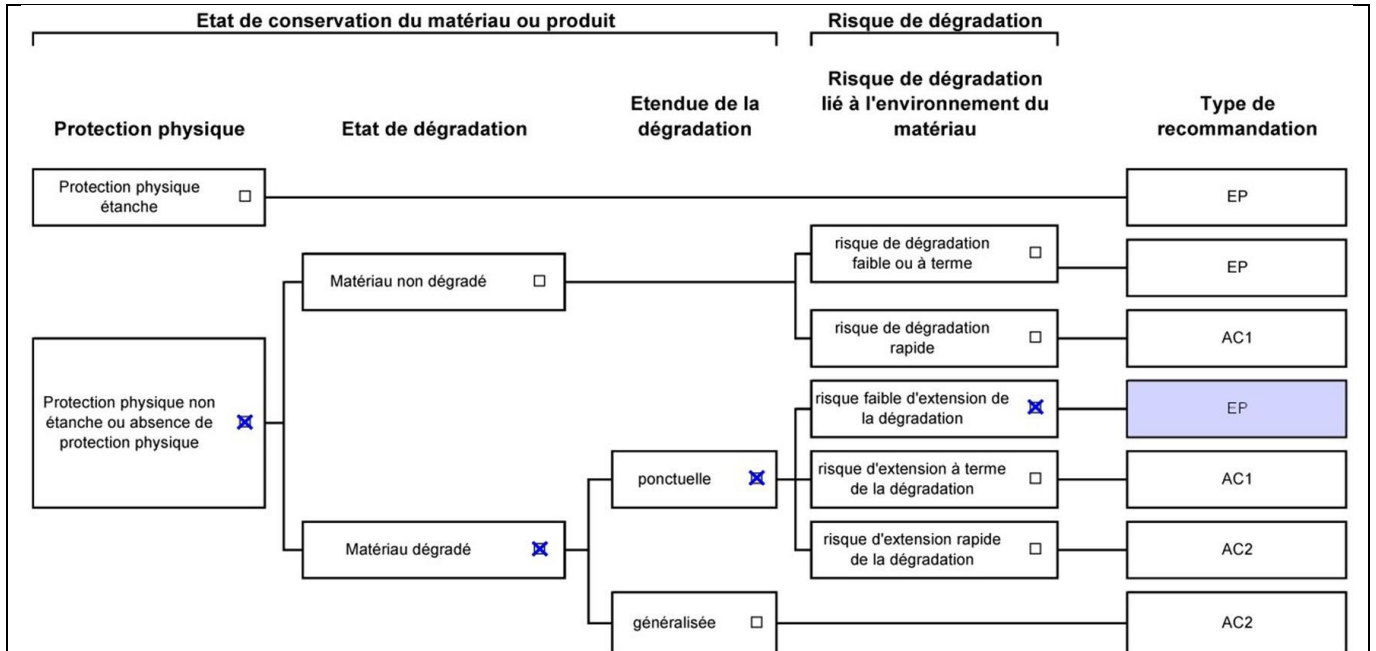 Etat de conservation du matériau ou produit
Risque de dégradation
Protection physique
Etat de dégradation
Etendue de la
dégradation
Risque de dégradation
lié à l'environnement du
matériau
Type de
recommandation
Protection physique
étanche
EP
risque de dégradation
faible ou à terme
EP
Matériau non dégradé
risque de dégradation
rapide
AC1
Protection physique non
étanche ou absence de
protection physique
risque faible d'extension de
la dégradation
EP
ponctuelle
risque d'extension à terme
de la dégradation
AC1
Matériau dégradé
risque d'extension rapide
de la dégradation
AC2
généralisée
AC2